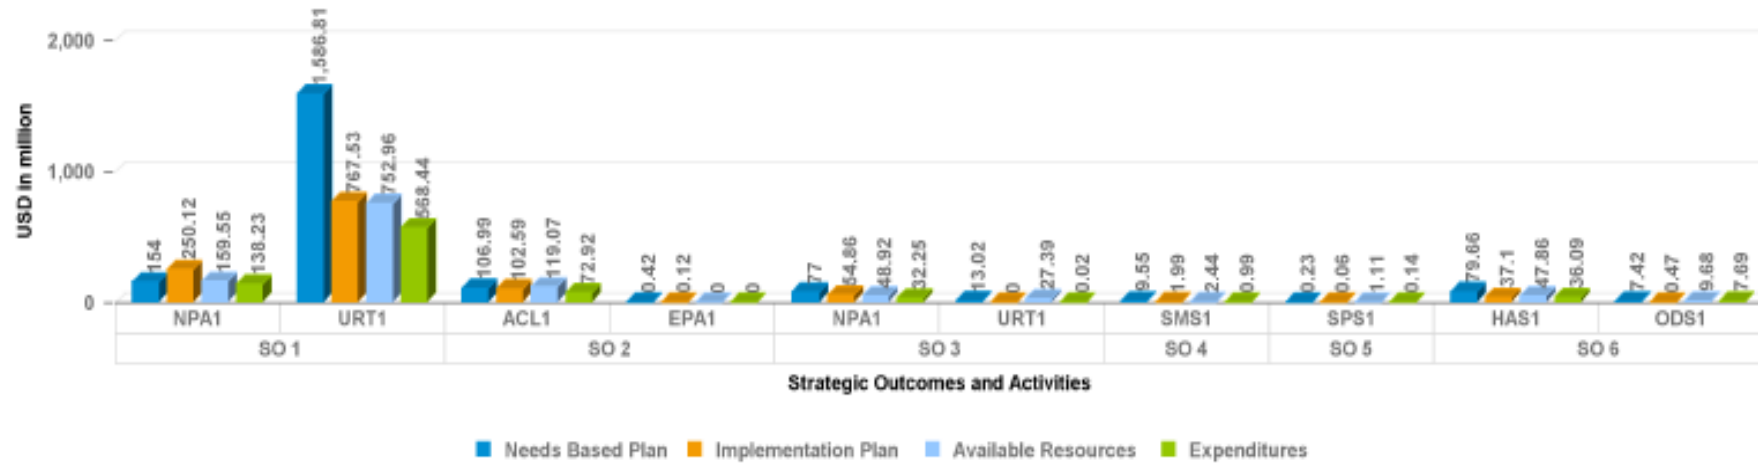 2,000
1,000
0
USD in million
154 250.12 159.55 138.23 1,586.81 767.53 752.96 568.44 106.99 102.59 119.07 72.92 0.42 0.12 0 0 77 54.86 48.92 32.25 13.02 0 27.39 0.02 9.55 1.99 2.44 0.99 0.23 0.06 1.11 0.14 79.66 37.1 47.86 36.09 7.42 0.47 9.68 7.69
NPA1 URT1 ACL1 EPA1 NPA1 URT1 SMS1 SPS1 HAS1 ODS1
SO 1 SO 2 SO 3 SO 4 SO 5 SO 6
Strategic Outcomes and Activities
Needs Based Plan Implementation Plan Available Resources Expenditures